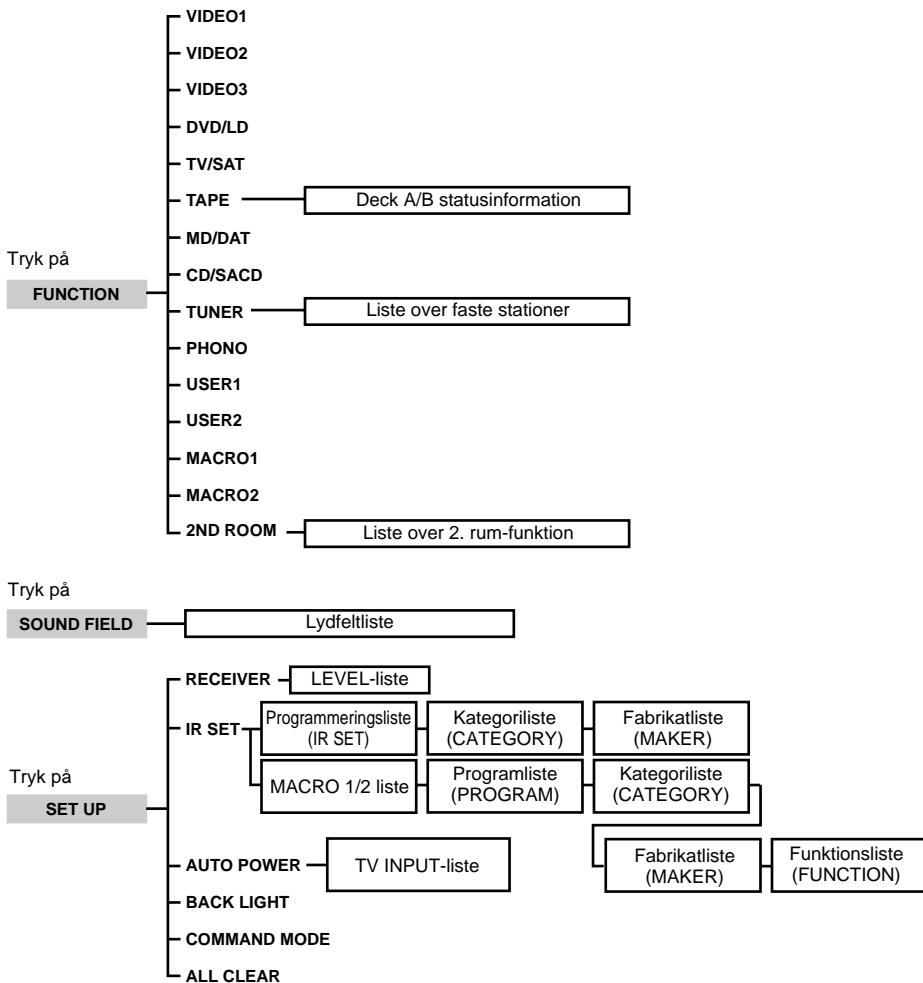 VIDEO1
VIDEO2
VIDEO3
DVD/LD
TV/SAT
TAPE
Deck A/B statusinformation
MD/DAT
Tryk på
CD/SACD
FUNCTION
TUNER
Liste over faste stationer
PHONO
USER1
USER2
MACRO1
MACRO2
2ND ROOM
Liste over 2. rum-funktion
Tryk på
SOUND FIELD
Lydfeltliste
RECEIVER
LEVEL-liste
IR SET
Programmeringsliste
(IR SET)
Kategoriliste
(CATEGORY)
Fabrikatliste
(MAKER)
Tryk på
SET UP
MACRO 1/2 liste
Programliste
(PROGRAM)
Kategoriliste
(CATEGORY)
AUTO POWER
TV INPUT-liste
Fabrikatliste
(MAKER)
Funktionsliste
(FUNCTION)
BACK LIGHT
COMMAND MODE
ALL CLEAR